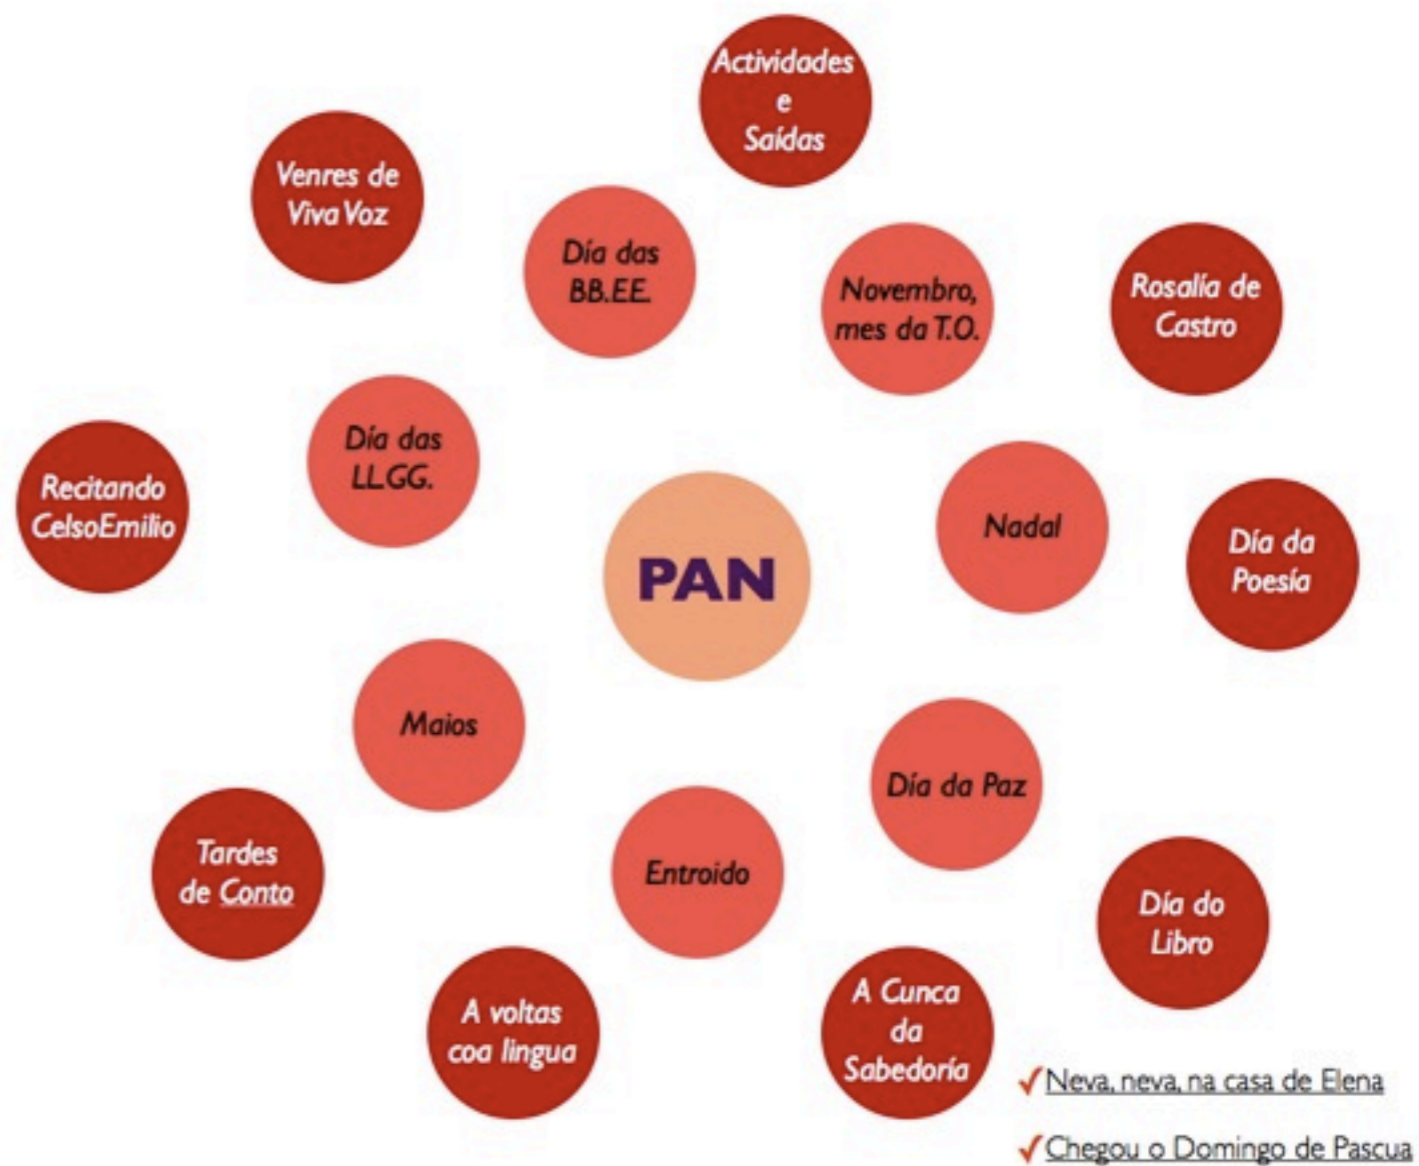 Actividades
e
Saídas
Venres de
Viva Voz
Día das
BB.EE.
Novembro,
mes da T.O.
Rosalía de
Castro
Día das
LL.GG.
Recitando
CelsoEmilio
PAN
Nadal
Día da
Poesía
Maios
Día da Paz
Tardes
de Conto
Entroido
Día do
Libro
A voltas
coa lingua
A Cunca
da
Sabedoría
✓Neva, neva, na casa de Elena
✓Chegou o Domingo de Pascua